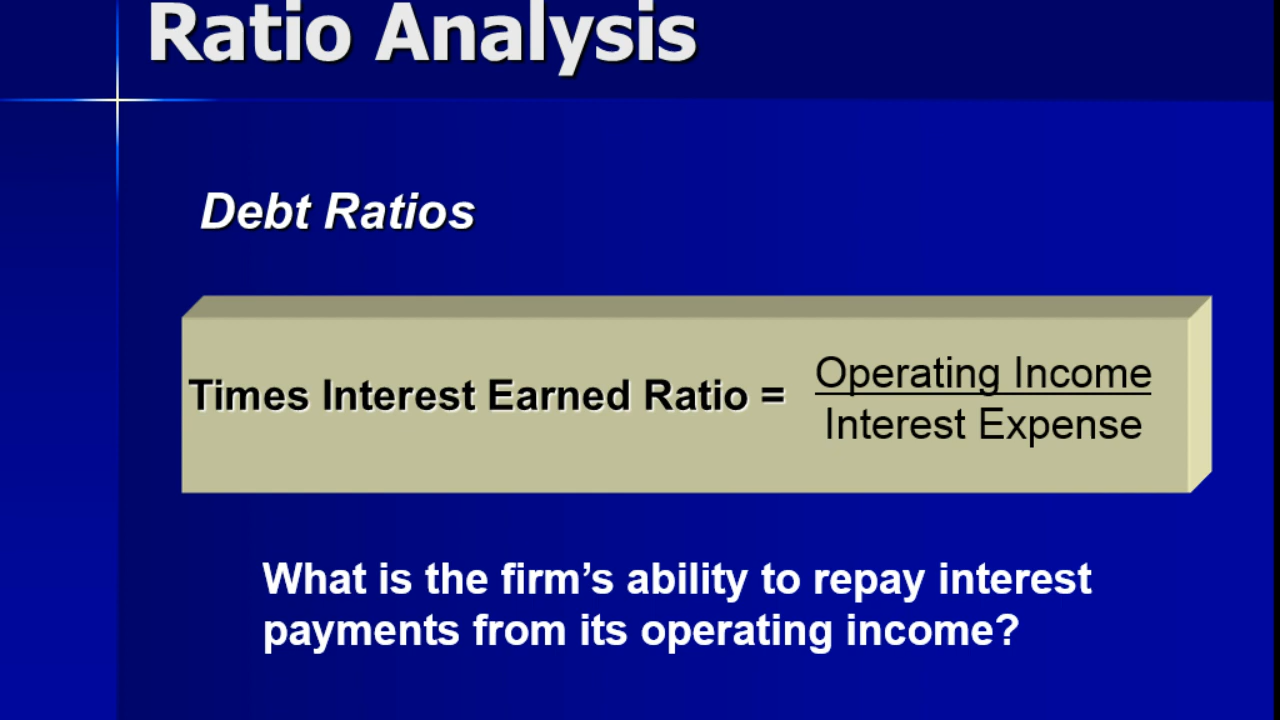 Ratio Analysis
Debt Ratios
Times Interest Earned Ratio = Operating Income
Interest Expense
What is the firm’s ability to repay interest
payments from its operating income?